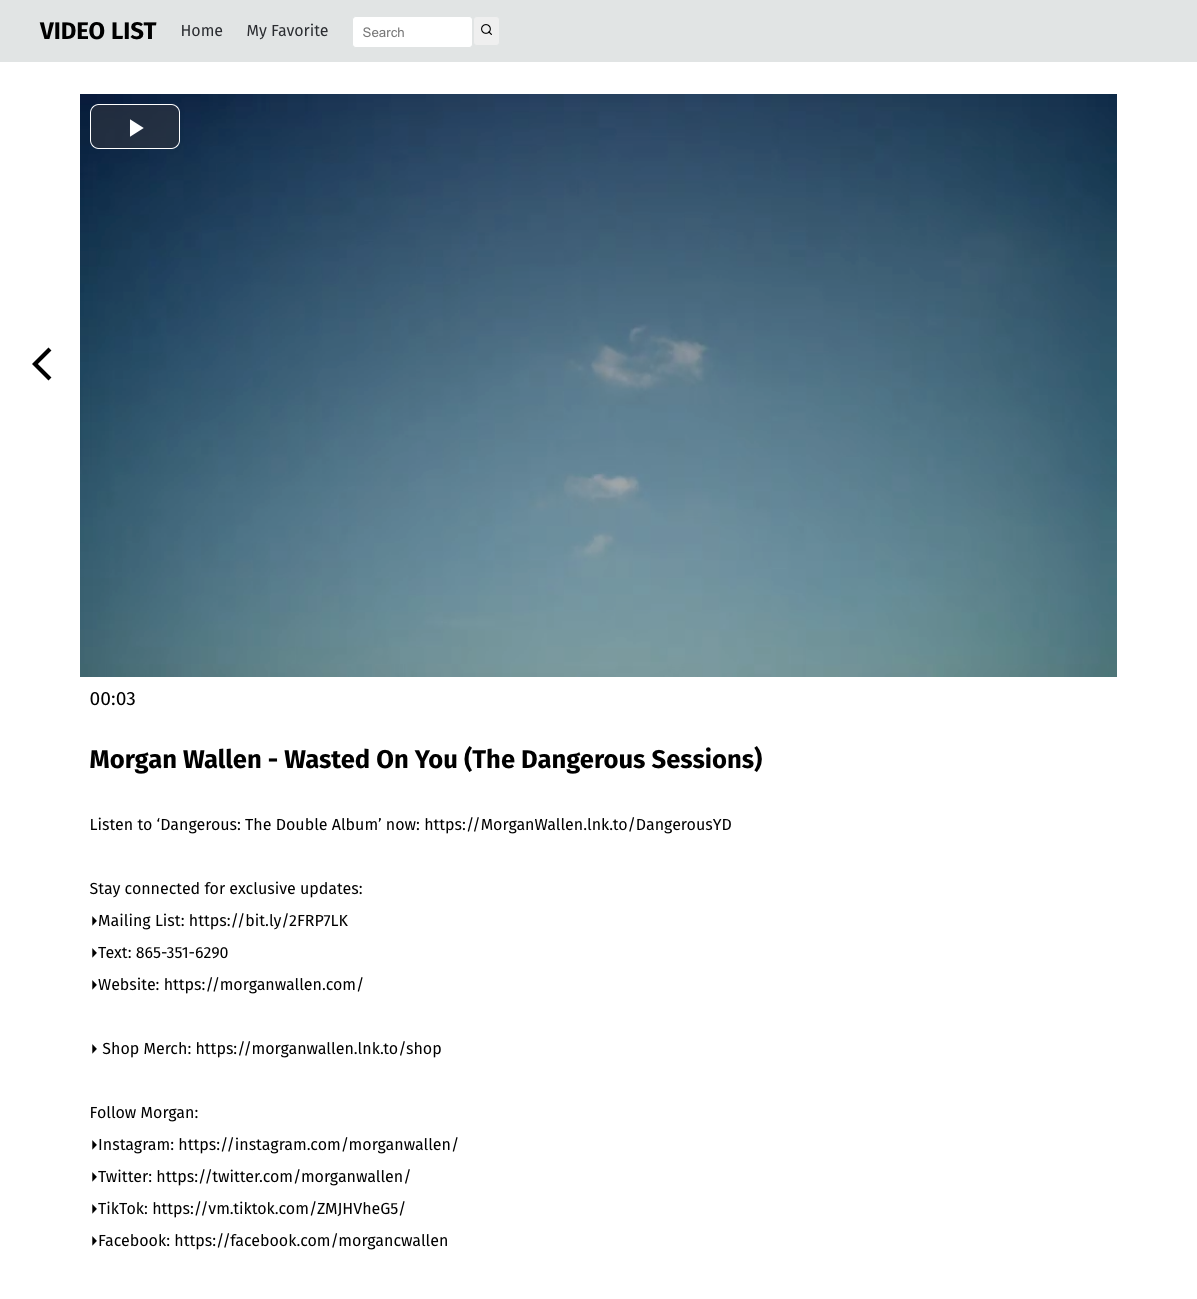 VIDEO LIST Home My Favorite Search
00:03
Morgan Wallen - Wasted On You (The Dangerous Sessions)
Listen to ‘Dangerous: The Double Album’ now: https://MorganWallen.lnk.to/DangerousYD
Stay connected for exclusive updates:
⏵Mailing List: https://bit.ly/2FRP7LK
⏵Text: 865-351-6290
⏵Website: https://morganwallen.com/
⏵ Shop Merch: https://morganwallen.lnk.to/shop
Follow Morgan:
⏵Instagram: https://instagram.com/morganwallen/
⏵Twitter: https://twitter.com/morganwallen/
⏵TikTok: https://vm.tiktok.com/ZMJHVheG5/
⏵Facebook: https://facebook.com/morgancwallen